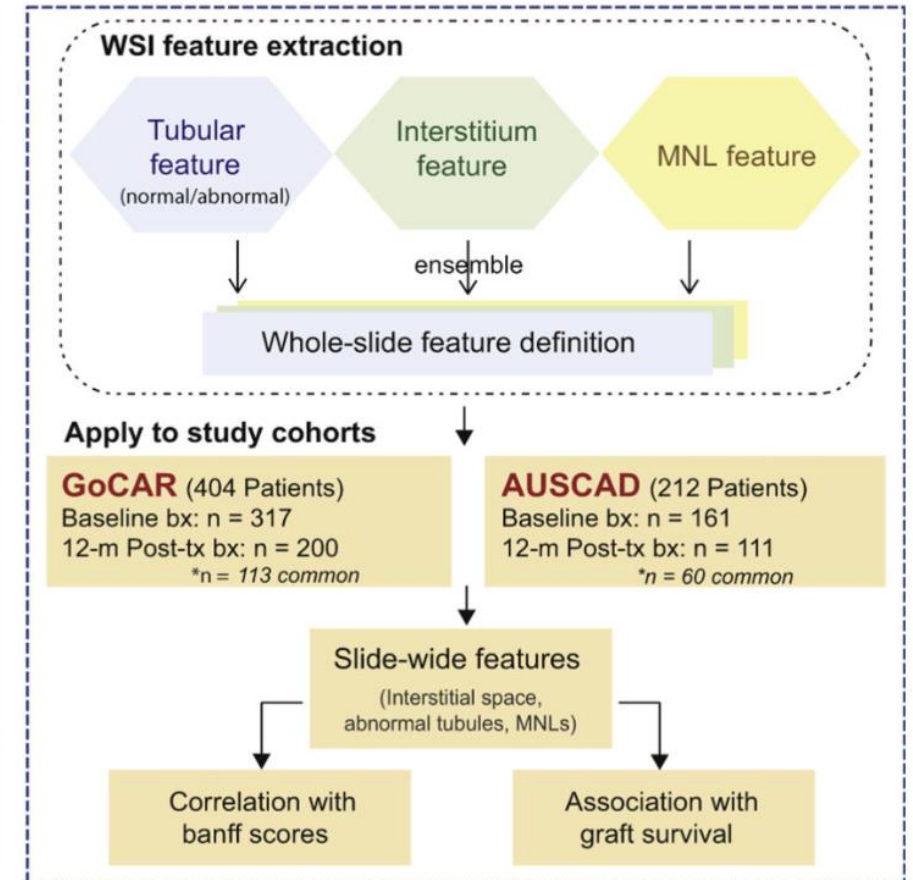 WSI feature extraction
Tubular
feature
(normal/abnormal)
Interstitium
feature
MNL feature
ensemble
Whole-slide feature definition
Apply to study cohorts
GoCAR (404 Patients)
Baseline bx: n = 317
12-m Post-tx bx: n = 200
*n = 113 common
AUSCAD (212 Patients)
Baseline bx: n = 161
12-m Post-tx bx: n = 111
*n = 60 common
Slide-wide features
(Interstitial space,
abnormal tubules, MNLs)
Correlation with
banff scores
Association with
graft survival